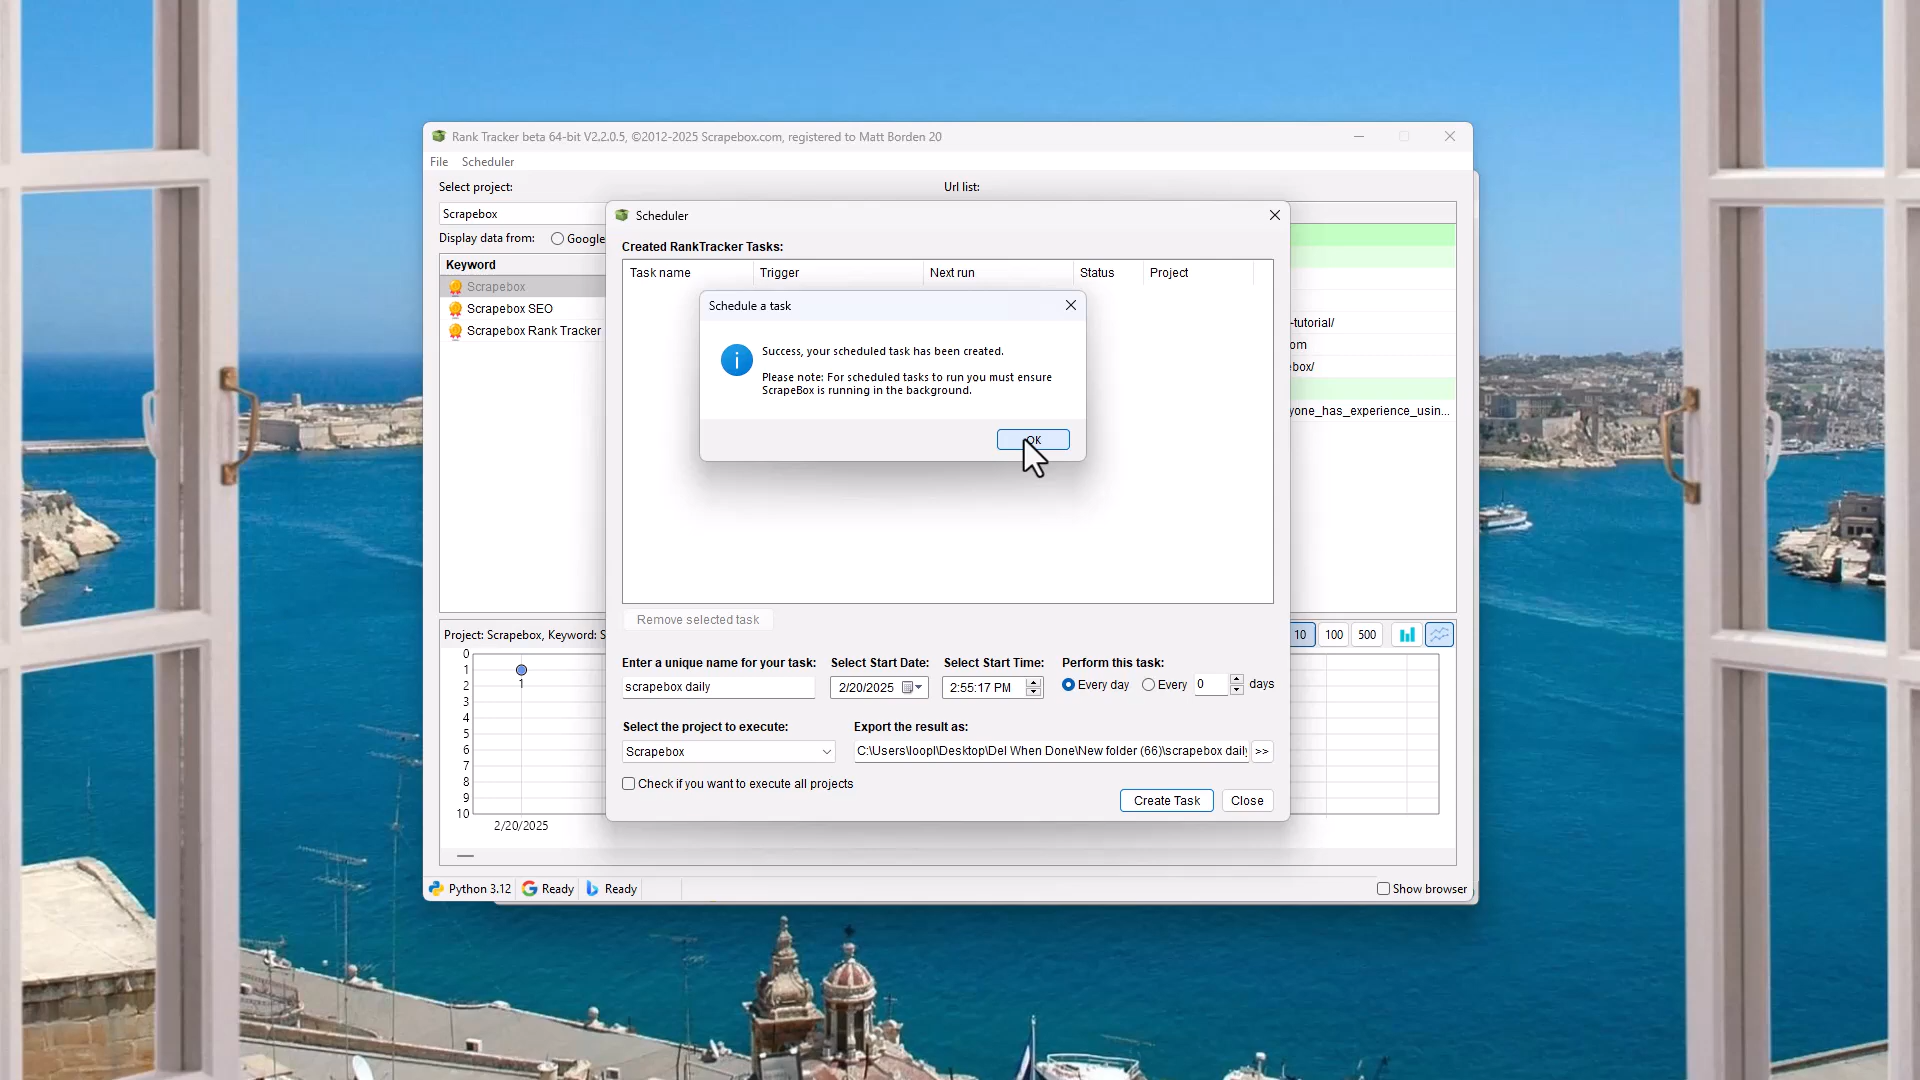 Rank Tracker beta 64-bit V2.2.0.5, ©2012-2025 Scrapebox.com, registered to Matt Borden 20
File Scheduler
Select project:
Url list:
Scrapebox
Display data from: Google
Keyword
Scrapebox
Scrapebox SEO
Scrapebox Rank Tracker
-tutorial/
om
box/
yone_has_experience_usin...
Scheduler
Created RankTracker Tasks:
Task name Trigger Next run Status Project
Schedule a task
Success, your scheduled task has been created.
Please note: For scheduled tasks to run you must ensure
ScrapeBox is running in the background.
OK
Remove selected task
Enter a unique name for your task: Select Start Date: Select Start Time: Perform this task:
scrapebox daily 2/20/2025 2:55:17 PM Every day Every 0 days
Select the project to execute: Export the result as:
Scrapebox C:\Users\loopl\Desktop\Del When Done\New folder (66)\scrapebox daily >>
Check if you want to execute all projects
Create Task Close
Project: Scrapebox, Keyword: S
10 100 500
0
1
1
2
3
4
5
6
7
8
9
10
2/20/2025
Python 3.12 Ready Ready
Show browser